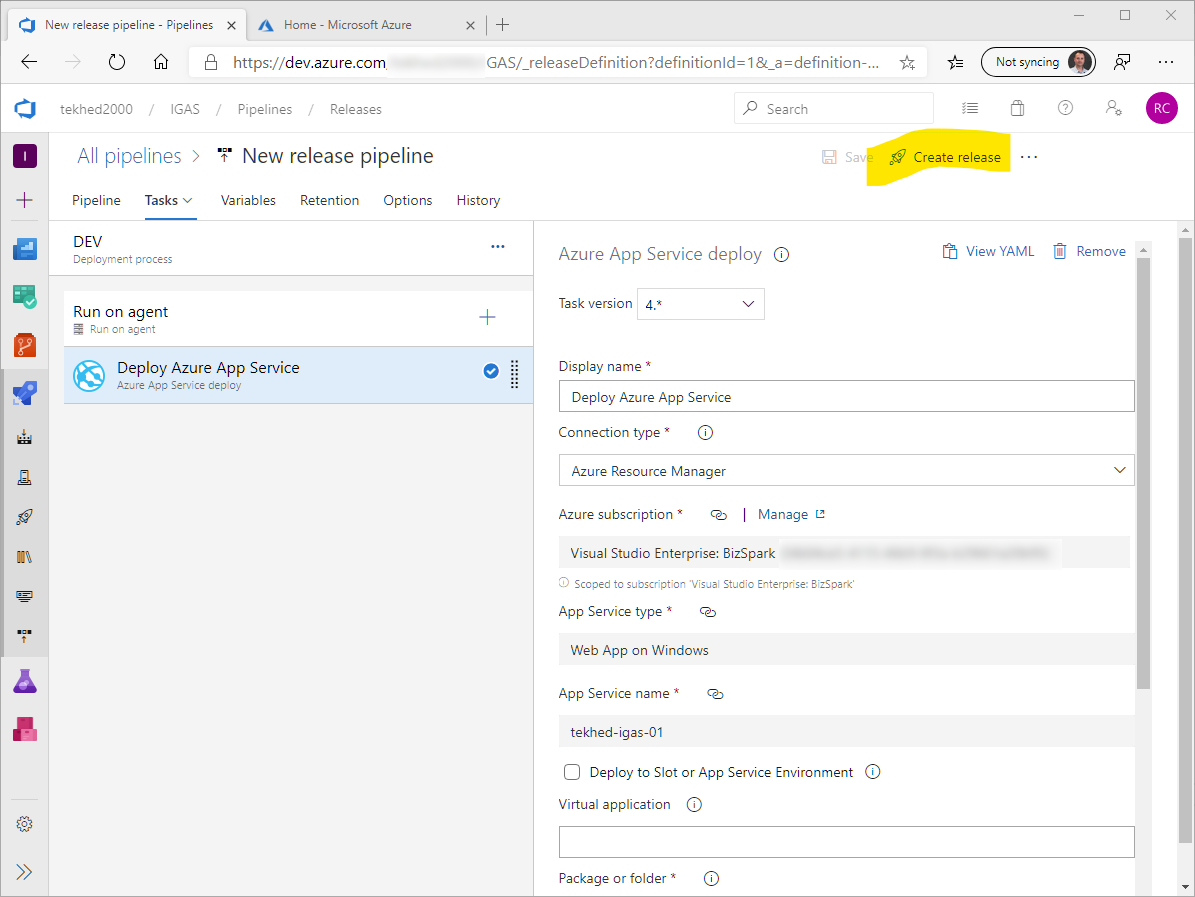 New release pipeline - Pipelines
Home - Microsoft Azure
https://dev.azure.com GAS/_releaseDefinition?definitionId=1&_a=definition-...
Not syncing
tekhed2000 / IGAS / Pipelines / Releases
Search
RC
I
All pipelines > New release pipeline
Save
Create release
Pipeline Tasks Variables Retention Options History
DEV
Deployment process
Run on agent
Run on agent
Deploy Azure App Service
Azure App Service deploy
Azure App Service deploy
View YAML
Remove
Task version 4.*
Display name *
Deploy Azure App Service
Connection type *
Azure Resource Manager
Azure subscription * | Manage
Visual Studio Enterprise: BizSpark
Scoped to subscription 'Visual Studio Enterprise: BizSpark'
App Service type *
Web App on Windows
App Service name *
tekhed-igas-01
Deploy to Slot or App Service Environment
Virtual application
Package or folder *